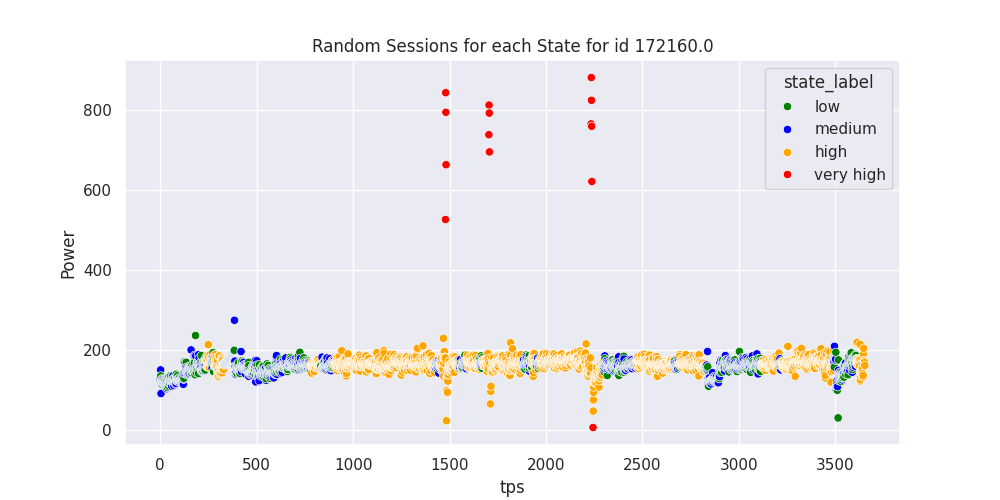 Random Sessions for each State for id 172160.0
state_label
low
medium
high
very high
Power
800
600
400
200
0
0 500 1000 1500 2000 2500 3000 3500
tps